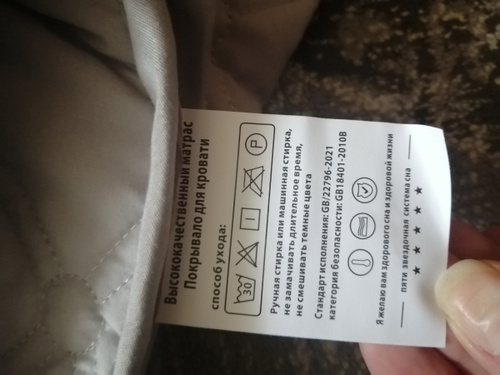 Высококачественный матрас
Покрывало для кровати
способ ухода:
30
P
Ручная стирка или машинная стирка,
не замачивать длительное время,
не смешивать темные цвета
Стандарт исполнения: GB/22796-2021
категория безопасности: GB18401-2010B
Я желаю вам здорового сна и здоровой жизни
пяти звездочная система сна